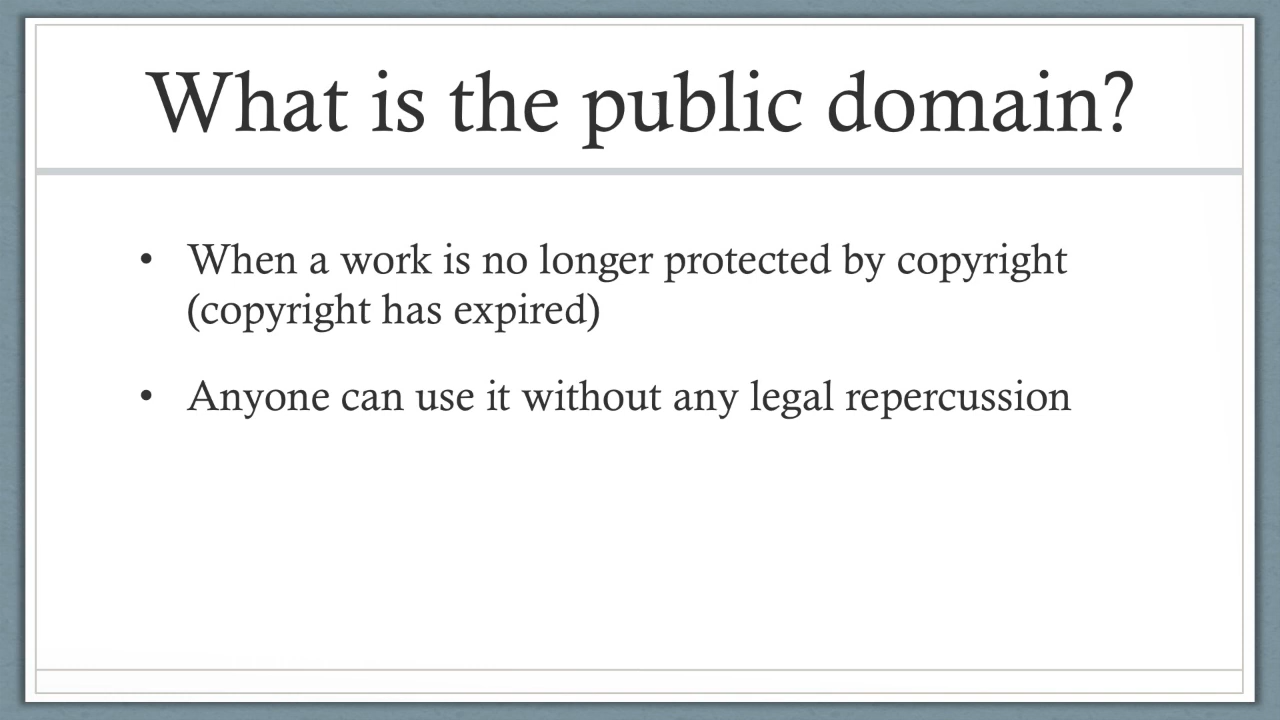 What is the public domain?
• When a work is no longer protected by copyright
(copyright has expired)
• Anyone can use it without any legal repercussion